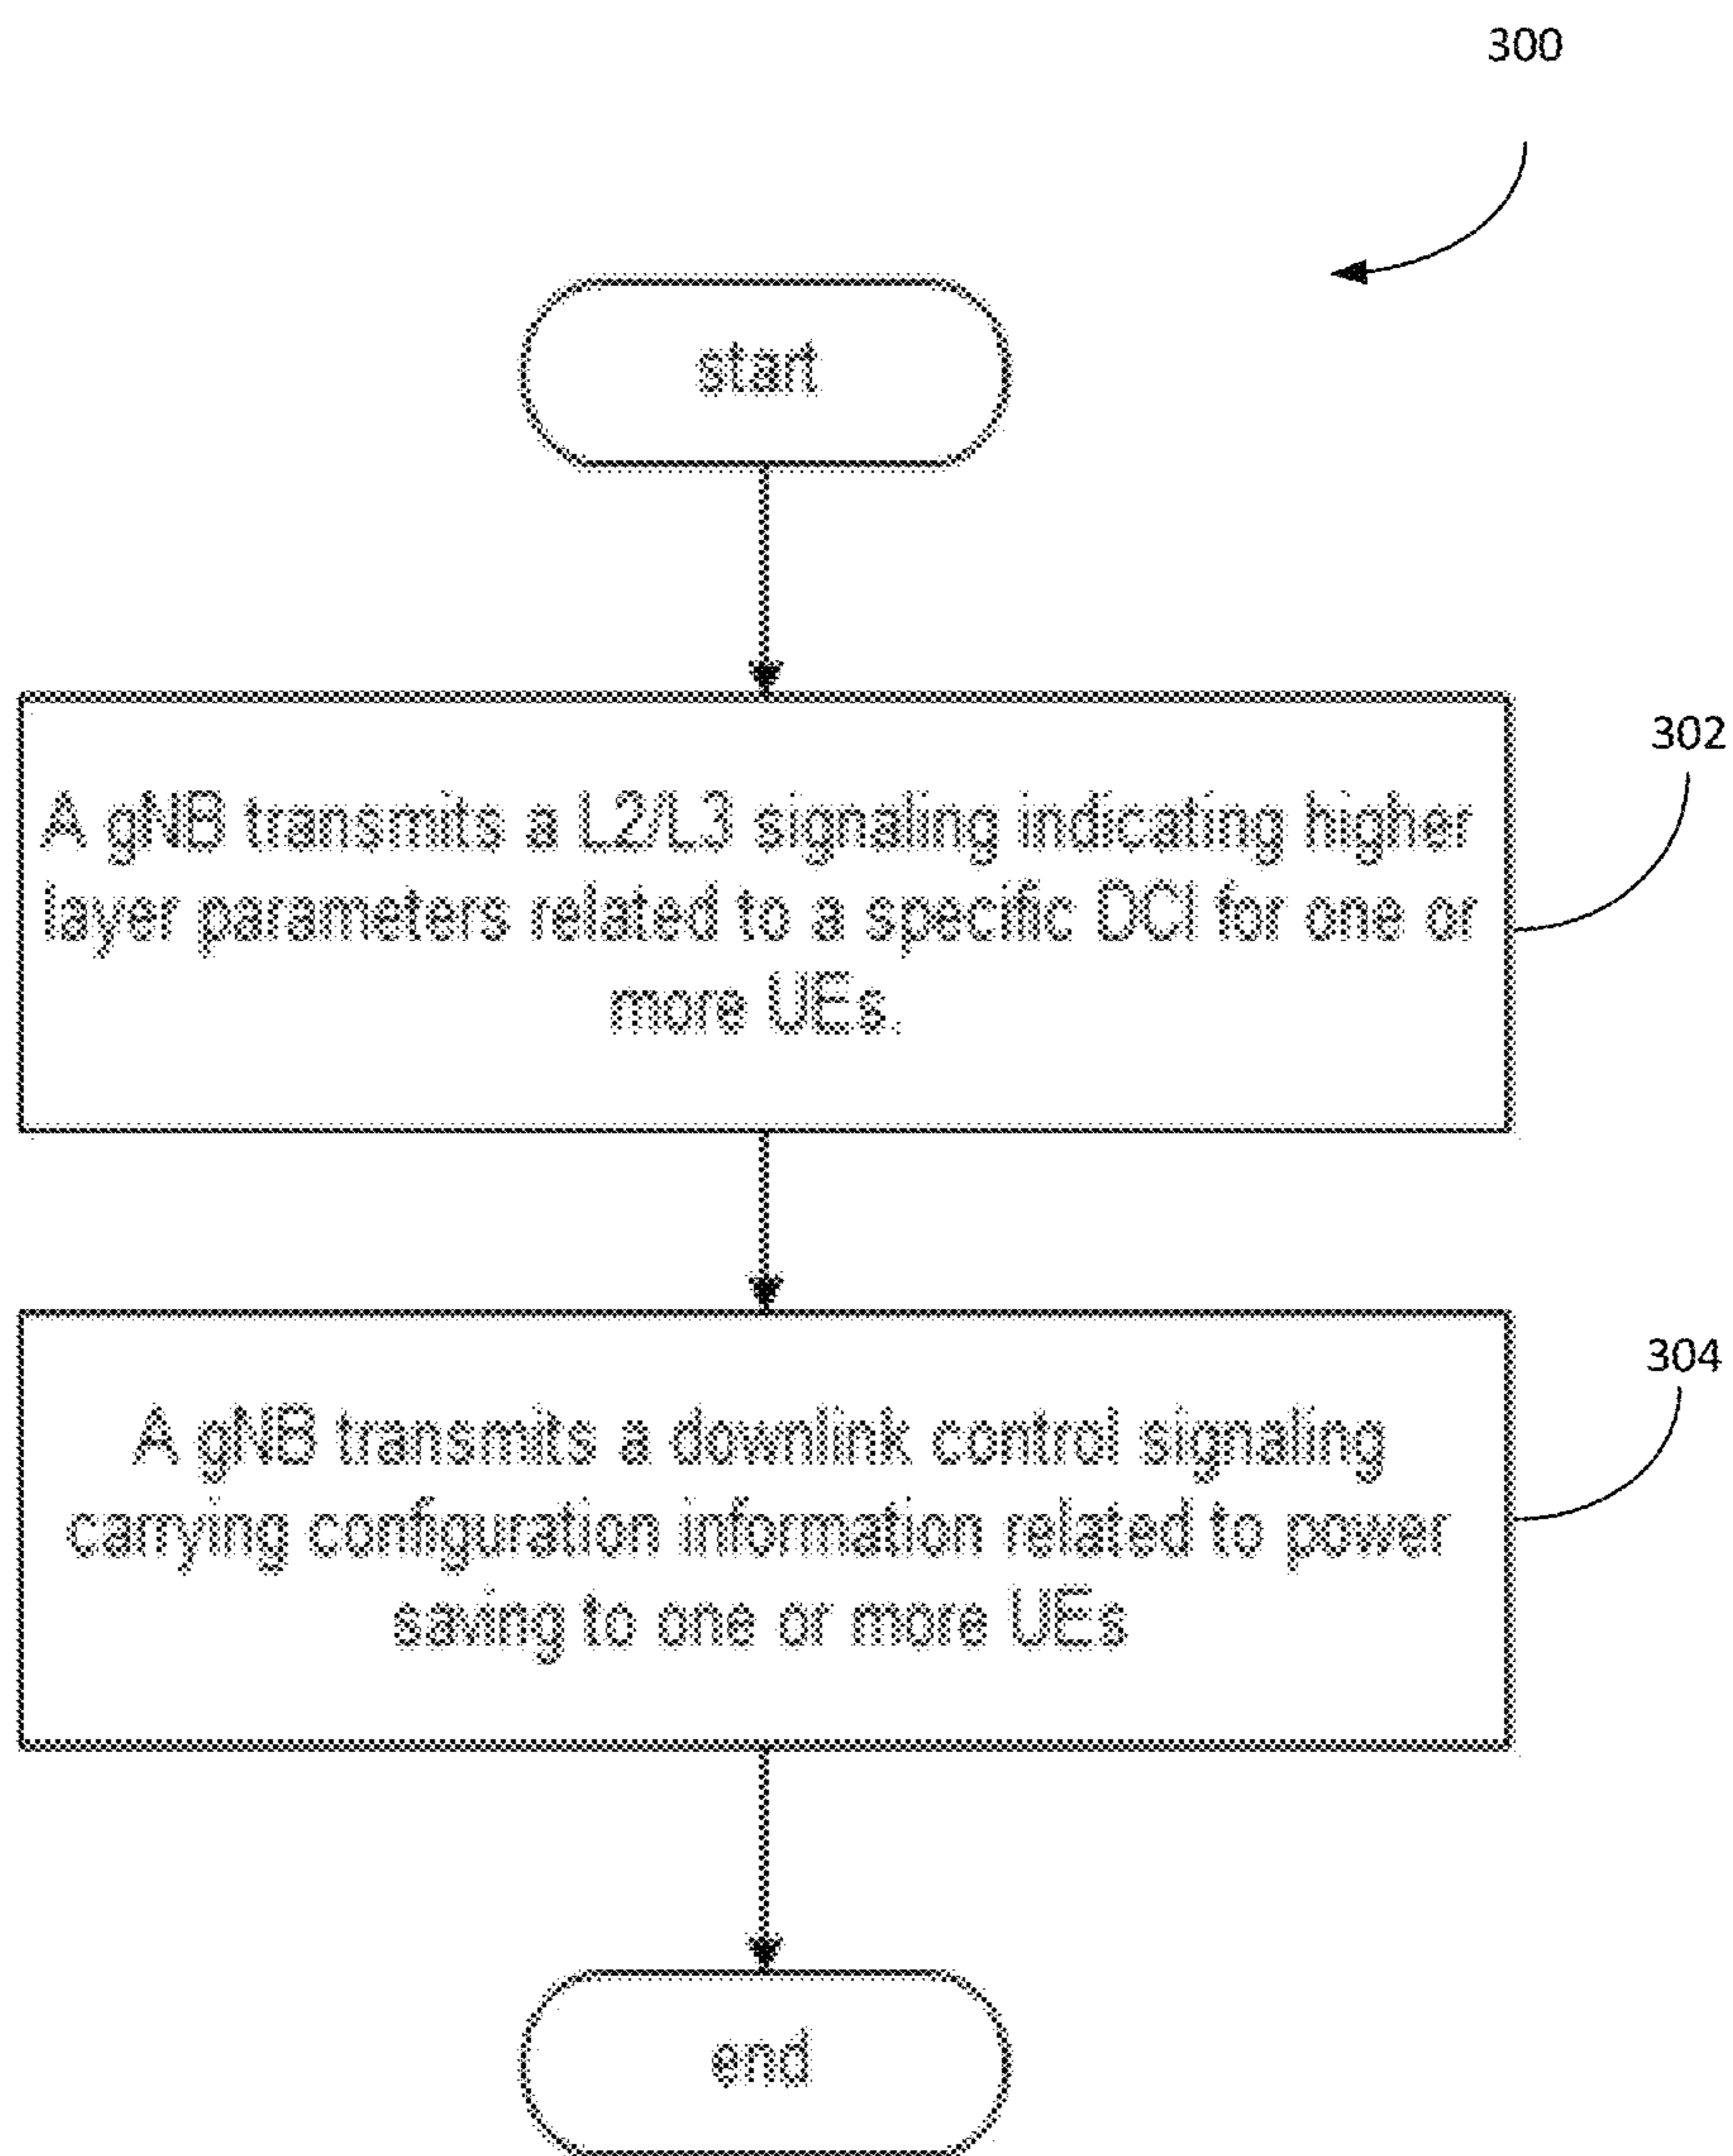 300
start
302
A gNB transmits a L2/L3 signaling indicating higher
layer parameters related to a specific DCI for one or
more UEs.
304
A gNB transmits a downlink control signaling
carrying configuration information related to power
saving to one or more UEs
end